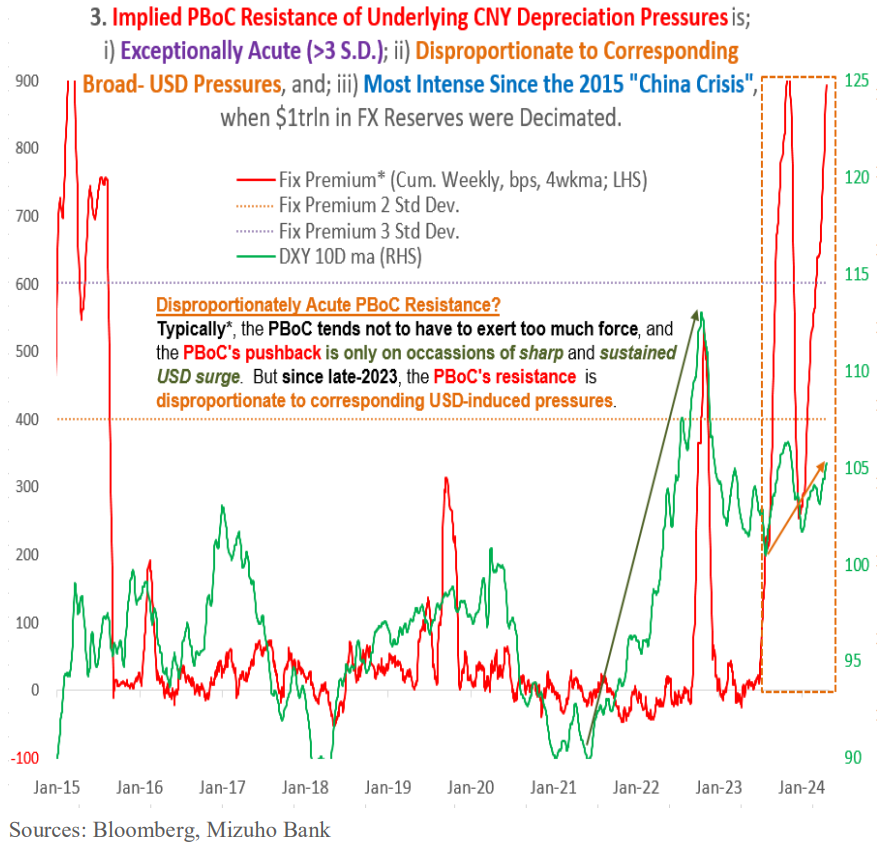 3. Implied PBoC Resistance of Underlying CNY Depreciation Pressures is;
i) Exceptionally Acute (>3 S.D.); ii) Disproportionate to Corresponding
Broad- USD Pressures, and; iii) Most Intense Since the 2015 "China Crisis",
when $1trln in FX Reserves were Decimated.
900
800
700
600
500
400
300
200
100
0
-100
125
120
115
110
105
100
95
90
Fix Premium* (Cum. Weekly, bps, 4wkma; LHS)
Fix Premium 2 Std Dev.
Fix Premium 3 Std Dev.
DXY 10D ma (RHS)
Disproportionately Acute PBoC Resistance?
Typically*, the PBoC tends not to have to exert too much force, and
the PBoC's pushback is only on occassions of sharp and sustained
USD surge. But since late-2023, the PBoC's resistance is
disproportionate to corresponding USD-induced pressures.
Jan-15 Jan-16 Jan-17 Jan-18 Jan-19 Jan-20 Jan-21 Jan-22 Jan-23 Jan-24
Sources: Bloomberg, Mizuho Bank